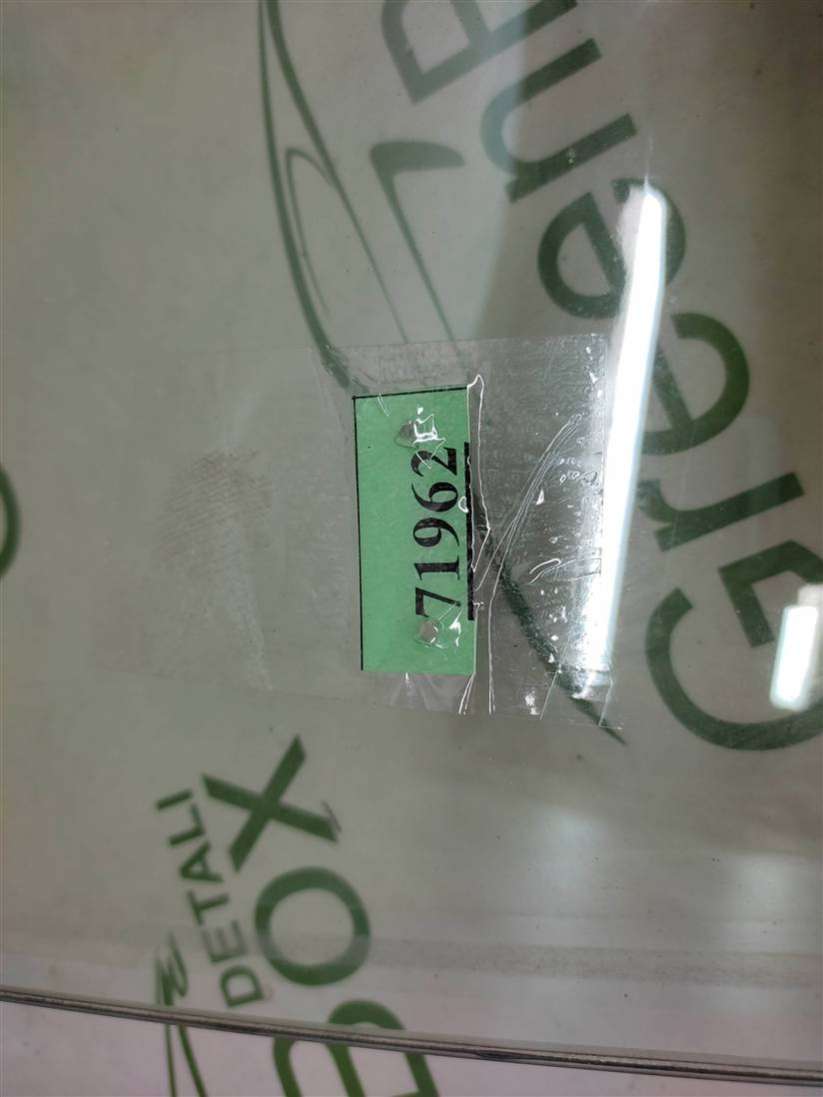 71962
Green
DETALI
BOX